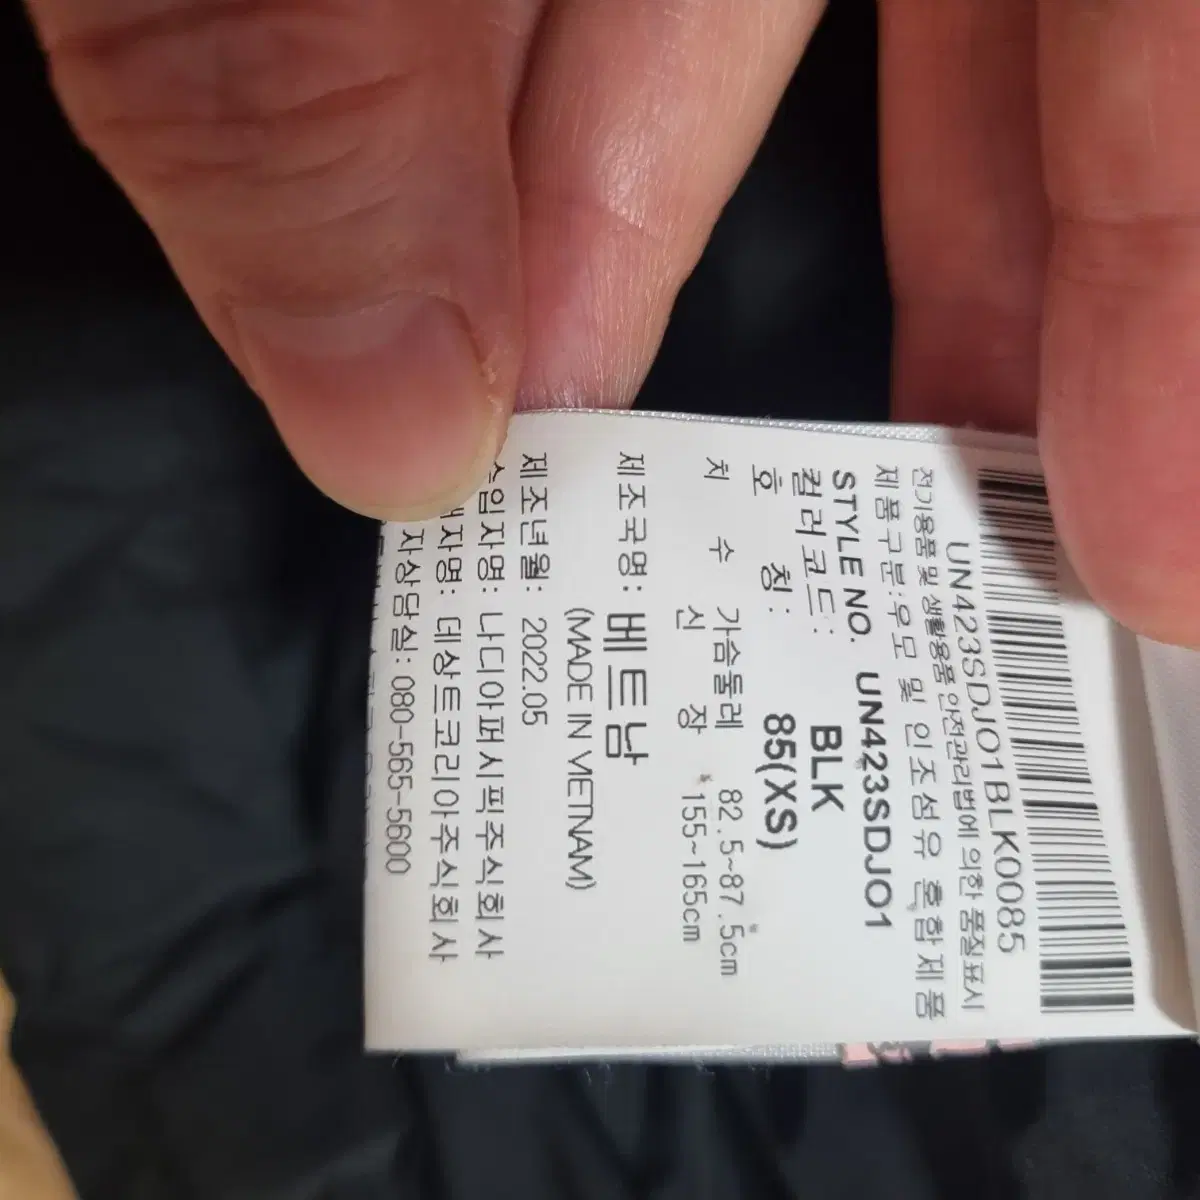 UN423SDJO1BLK0085
전기용품 및 생활용품 안전관리법에 의한 품질표시
제품구분:우모 및 인조섬유 혼합제품
STYLE NO. UN423SDJO1
컬러코드: BLK
호 칭: 85(XS)
치 수 가슴둘레 82.5~87.5cm
신 장 155~165cm
제조국명: 베트남
(MADE IN VIETNAM)
제조년월: 2022.05
수입자명: 나디아퍼시픽주식회사
자명: 데상트코리아주식회사
자상담실: 080-565-5600